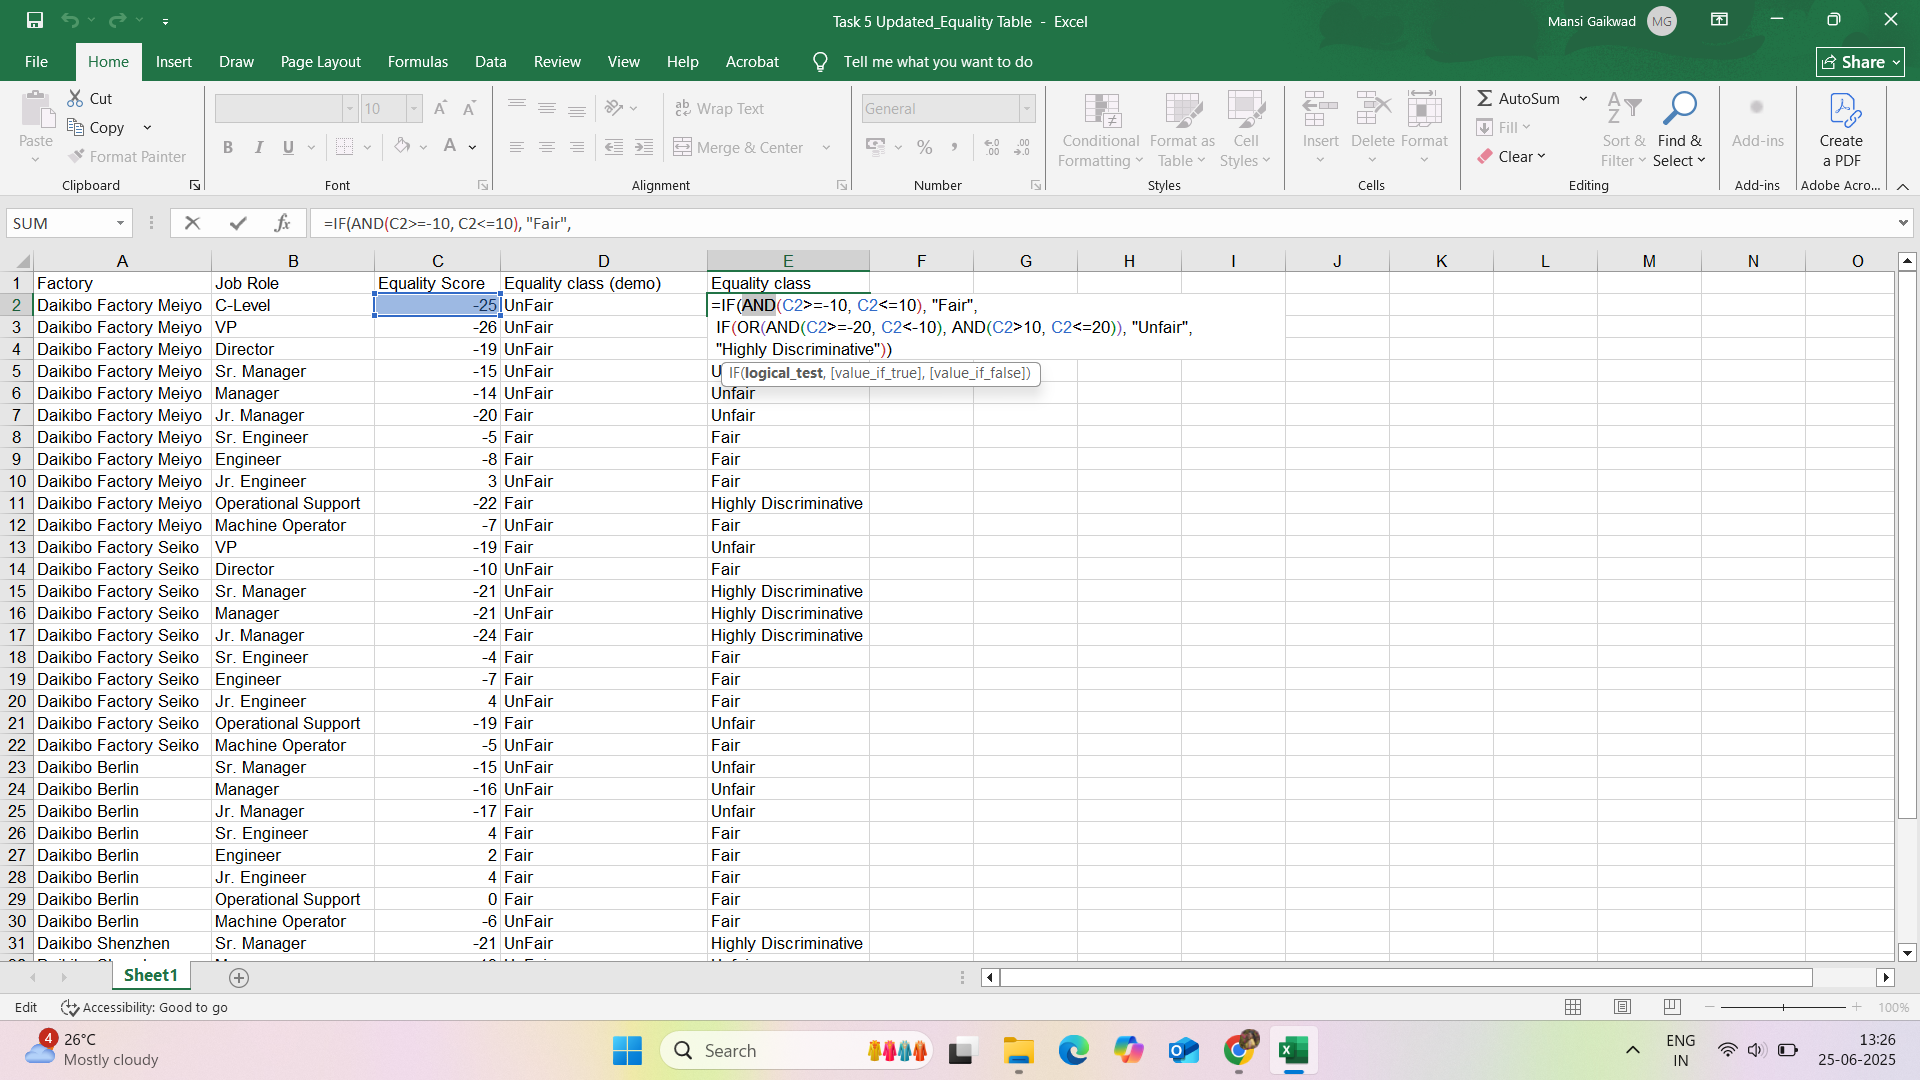 Task 5 Updated_Equality Table - Excel
Mansi Gaikwad MG
File Home Insert Draw Page Layout Formulas Data Review View Help Acrobat Tell me what you want to do Share
Cut
Copy
Format Painter
Paste
Clipboard
10
Font
Wrap Text
Merge & Center
Alignment
General
Number
Conditional Formatting
Format as Table
Cell Styles
Styles
Insert Delete Format
Cells
AutoSum
Fill
Clear
Sort & Filter
Find & Select
Editing
Add-ins
Add-ins
Create a PDF
Adobe Acro...
SUM fx =IF(AND(C2>=-10, C2<=10), "Fair",
A B C D E F G H I J K L M N O
1 Factory Job Role Equality Score Equality class (demo) Equality class
2 Daikibo Factory Meiyo C-Level -25 UnFair =IF(AND(C2>=-10, C2<=10), "Fair",
3 Daikibo Factory Meiyo VP -26 UnFair IF(OR(AND(C2>=-20, C2<-10), AND(C2>10, C2<=20)), "Unfair",
4 Daikibo Factory Meiyo Director -19 UnFair "Highly Discriminative"))
5 Daikibo Factory Meiyo Sr. Manager -15 UnFair U IF(logical_test, [value_if_true], [value_if_false])
6 Daikibo Factory Meiyo Manager -14 UnFair Unfair
7 Daikibo Factory Meiyo Jr. Manager -20 Fair Unfair
8 Daikibo Factory Meiyo Sr. Engineer -5 Fair Fair
9 Daikibo Factory Meiyo Engineer -8 Fair Fair
10 Daikibo Factory Meiyo Jr. Engineer 3 UnFair Fair
11 Daikibo Factory Meiyo Operational Support -22 Fair Highly Discriminative
12 Daikibo Factory Meiyo Machine Operator -7 UnFair Fair
13 Daikibo Factory Seiko VP -19 Fair Unfair
14 Daikibo Factory Seiko Director -10 UnFair Fair
15 Daikibo Factory Seiko Sr. Manager -21 UnFair Highly Discriminative
16 Daikibo Factory Seiko Manager -21 UnFair Highly Discriminative
17 Daikibo Factory Seiko Jr. Manager -24 Fair Highly Discriminative
18 Daikibo Factory Seiko Sr. Engineer -4 Fair Fair
19 Daikibo Factory Seiko Engineer -7 Fair Fair
20 Daikibo Factory Seiko Jr. Engineer 4 UnFair Fair
21 Daikibo Factory Seiko Operational Support -19 Fair Unfair
22 Daikibo Factory Seiko Machine Operator -5 UnFair Fair
23 Daikibo Berlin Sr. Manager -15 UnFair Unfair
24 Daikibo Berlin Manager -16 UnFair Unfair
25 Daikibo Berlin Jr. Manager -17 Fair Unfair
26 Daikibo Berlin Sr. Engineer 4 Fair Fair
27 Daikibo Berlin Engineer 2 Fair Fair
28 Daikibo Berlin Jr. Engineer 4 Fair Fair
29 Daikibo Berlin Operational Support 0 Fair Fair
30 Daikibo Berlin Machine Operator -6 UnFair Fair
31 Daikibo Shenzhen Sr. Manager -21 UnFair Highly Discriminative
Sheet1
Edit Accessibility: Good to go 100%
4 26°C
Mostly cloudy
Search
ENG
IN
13:26
25-06-2025